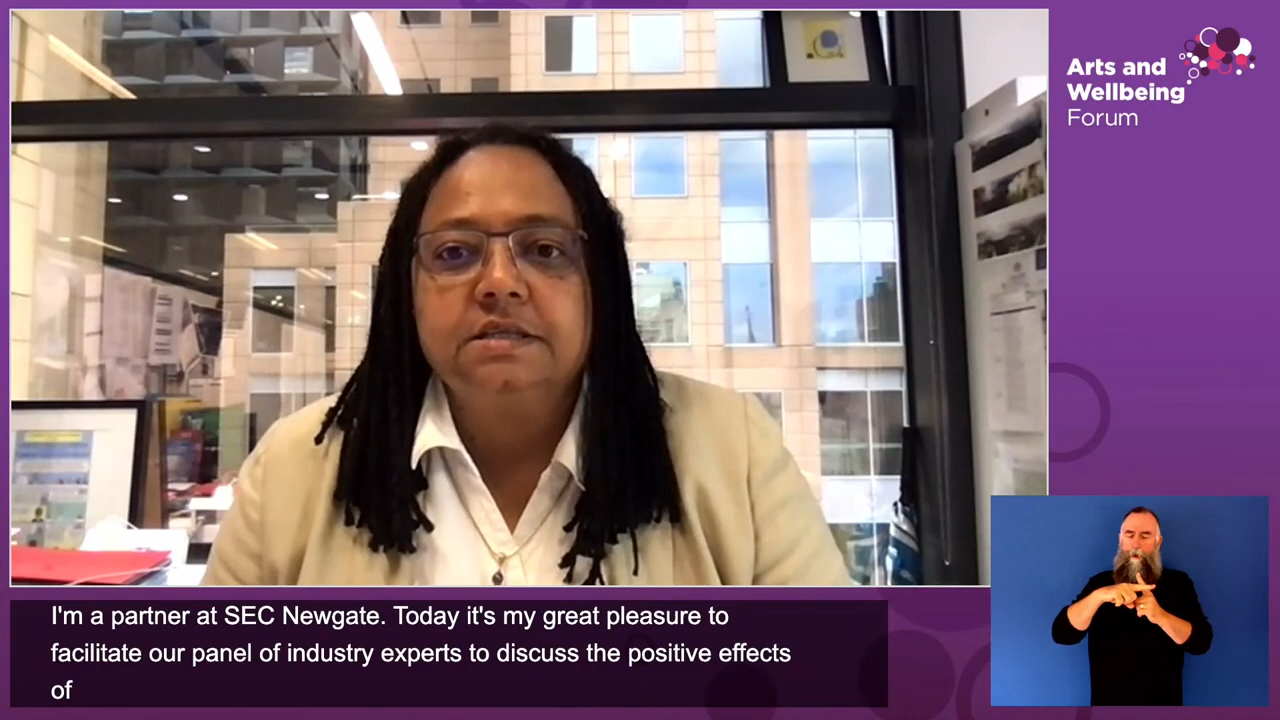 Arts and
Wellbeing
Forum
I'm a partner at SEC Newgate. Today it's my great pleasure to
facilitate our panel of industry experts to discuss the positive effects
of